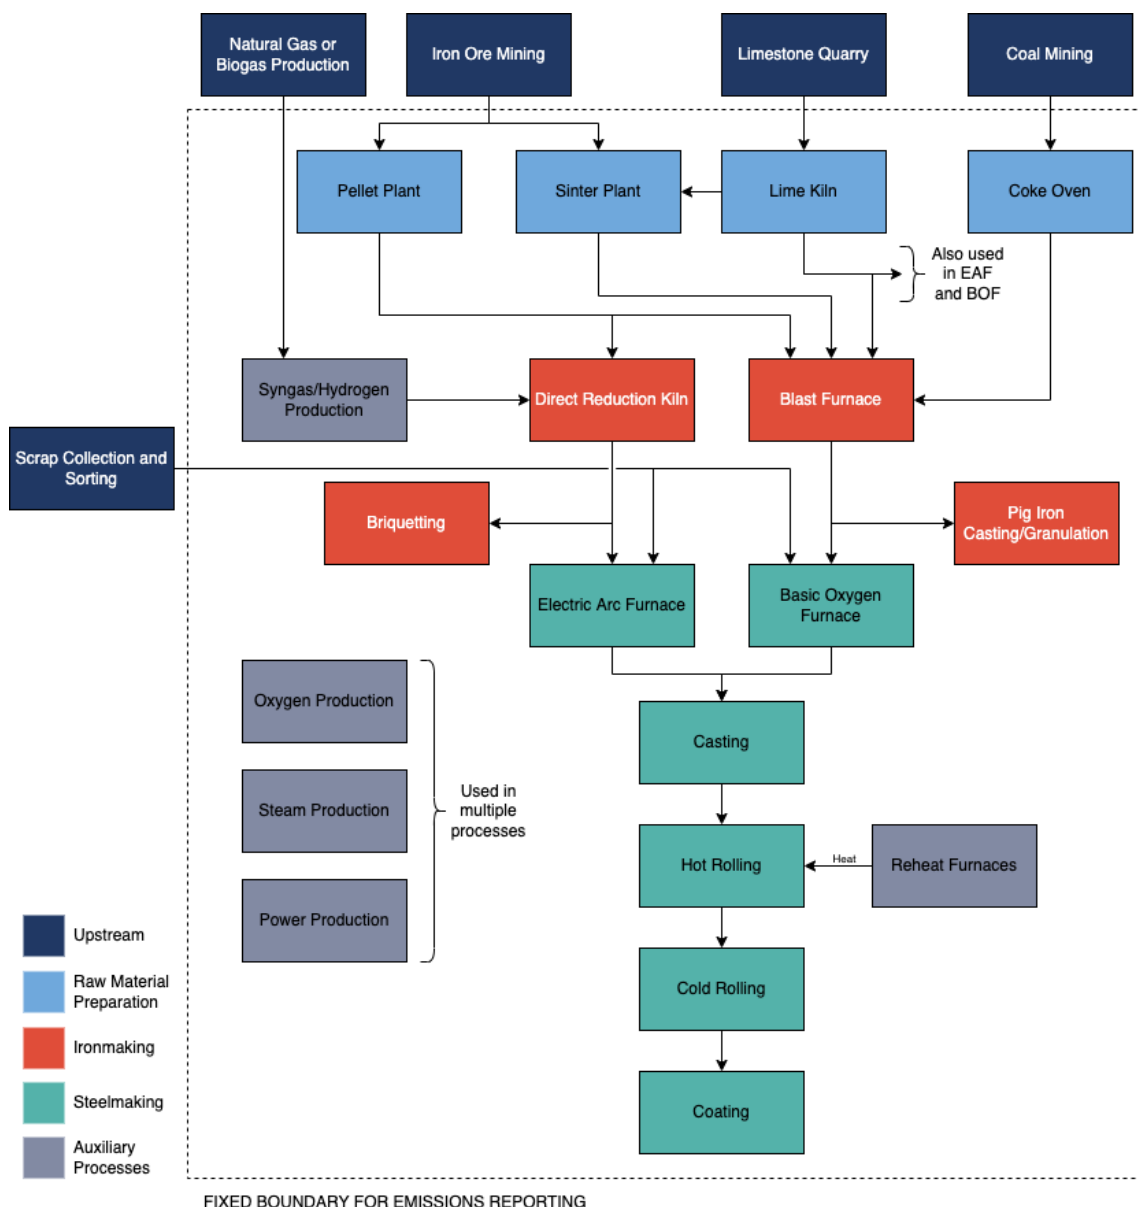 Natural Gas or
Biogas Production
Iron Ore Mining
Limestone Quarry
Coal Mining
Pellet Plant
Sinter Plant
Lime Kiln
Coke Oven
Also used
in EAF
and BOF
Syngas/Hydrogen
Production
Direct Reduction Kiln
Blast Furnace
Scrap Collection and
Sorting
Briquetting
Pig Iron
Casting/Granulation
Electric Arc Furnace
Basic Oxygen
Furnace
Oxygen Production
Casting
Steam Production
Used in
multiple
processes
Hot Rolling
Heat
Reheat Furnaces
Power Production
Upstream
Raw Material
Preparation
Cold Rolling
Ironmaking
Steelmaking
Coating
Auxiliary
Processes
FIXED BOUNDARY FOR EMISSIONS REPORTING